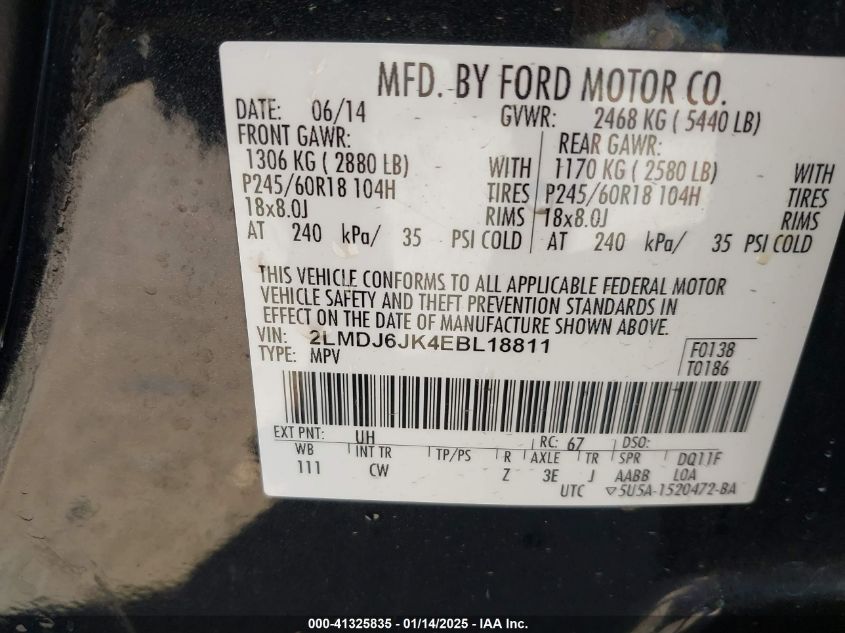 MFD. BY FORD MOTOR CO.
DATE: 06/14 GVWR: 2468 KG ( 5440 LB)
FRONT GAWR: REAR GAWR:
1306 KG ( 2880 LB) WITH 1170 KG ( 2580 LB) WITH
P245/60R18 104H TIRES P245/60R18 104H TIRES
18x8.0J RIMS 18x8.0J RIMS
AT 240 kPa/ 35 PSI COLD AT 240 kPa/ 35 PSI COLD
THIS VEHICLE CONFORMS TO ALL APPLICABLE FEDERAL MOTOR
VEHICLE SAFETY AND THEFT PREVENTION STANDARDS IN
EFFECT ON THE DATE OF MANUFACTURE SHOWN ABOVE.
VIN: 2LMDJ6JK4EBL18811 F0138
TYPE: MPV T0186
EXT PNT: UH RC: 67 DSO:
WB INT TR TP/PS R AXLE TR SPR DQ11F
111 CW Z 3E J AABB L0A
UTC ▽5U5A-1520472-BA
000-41325835 - 01/14/2025 - IAA Inc.